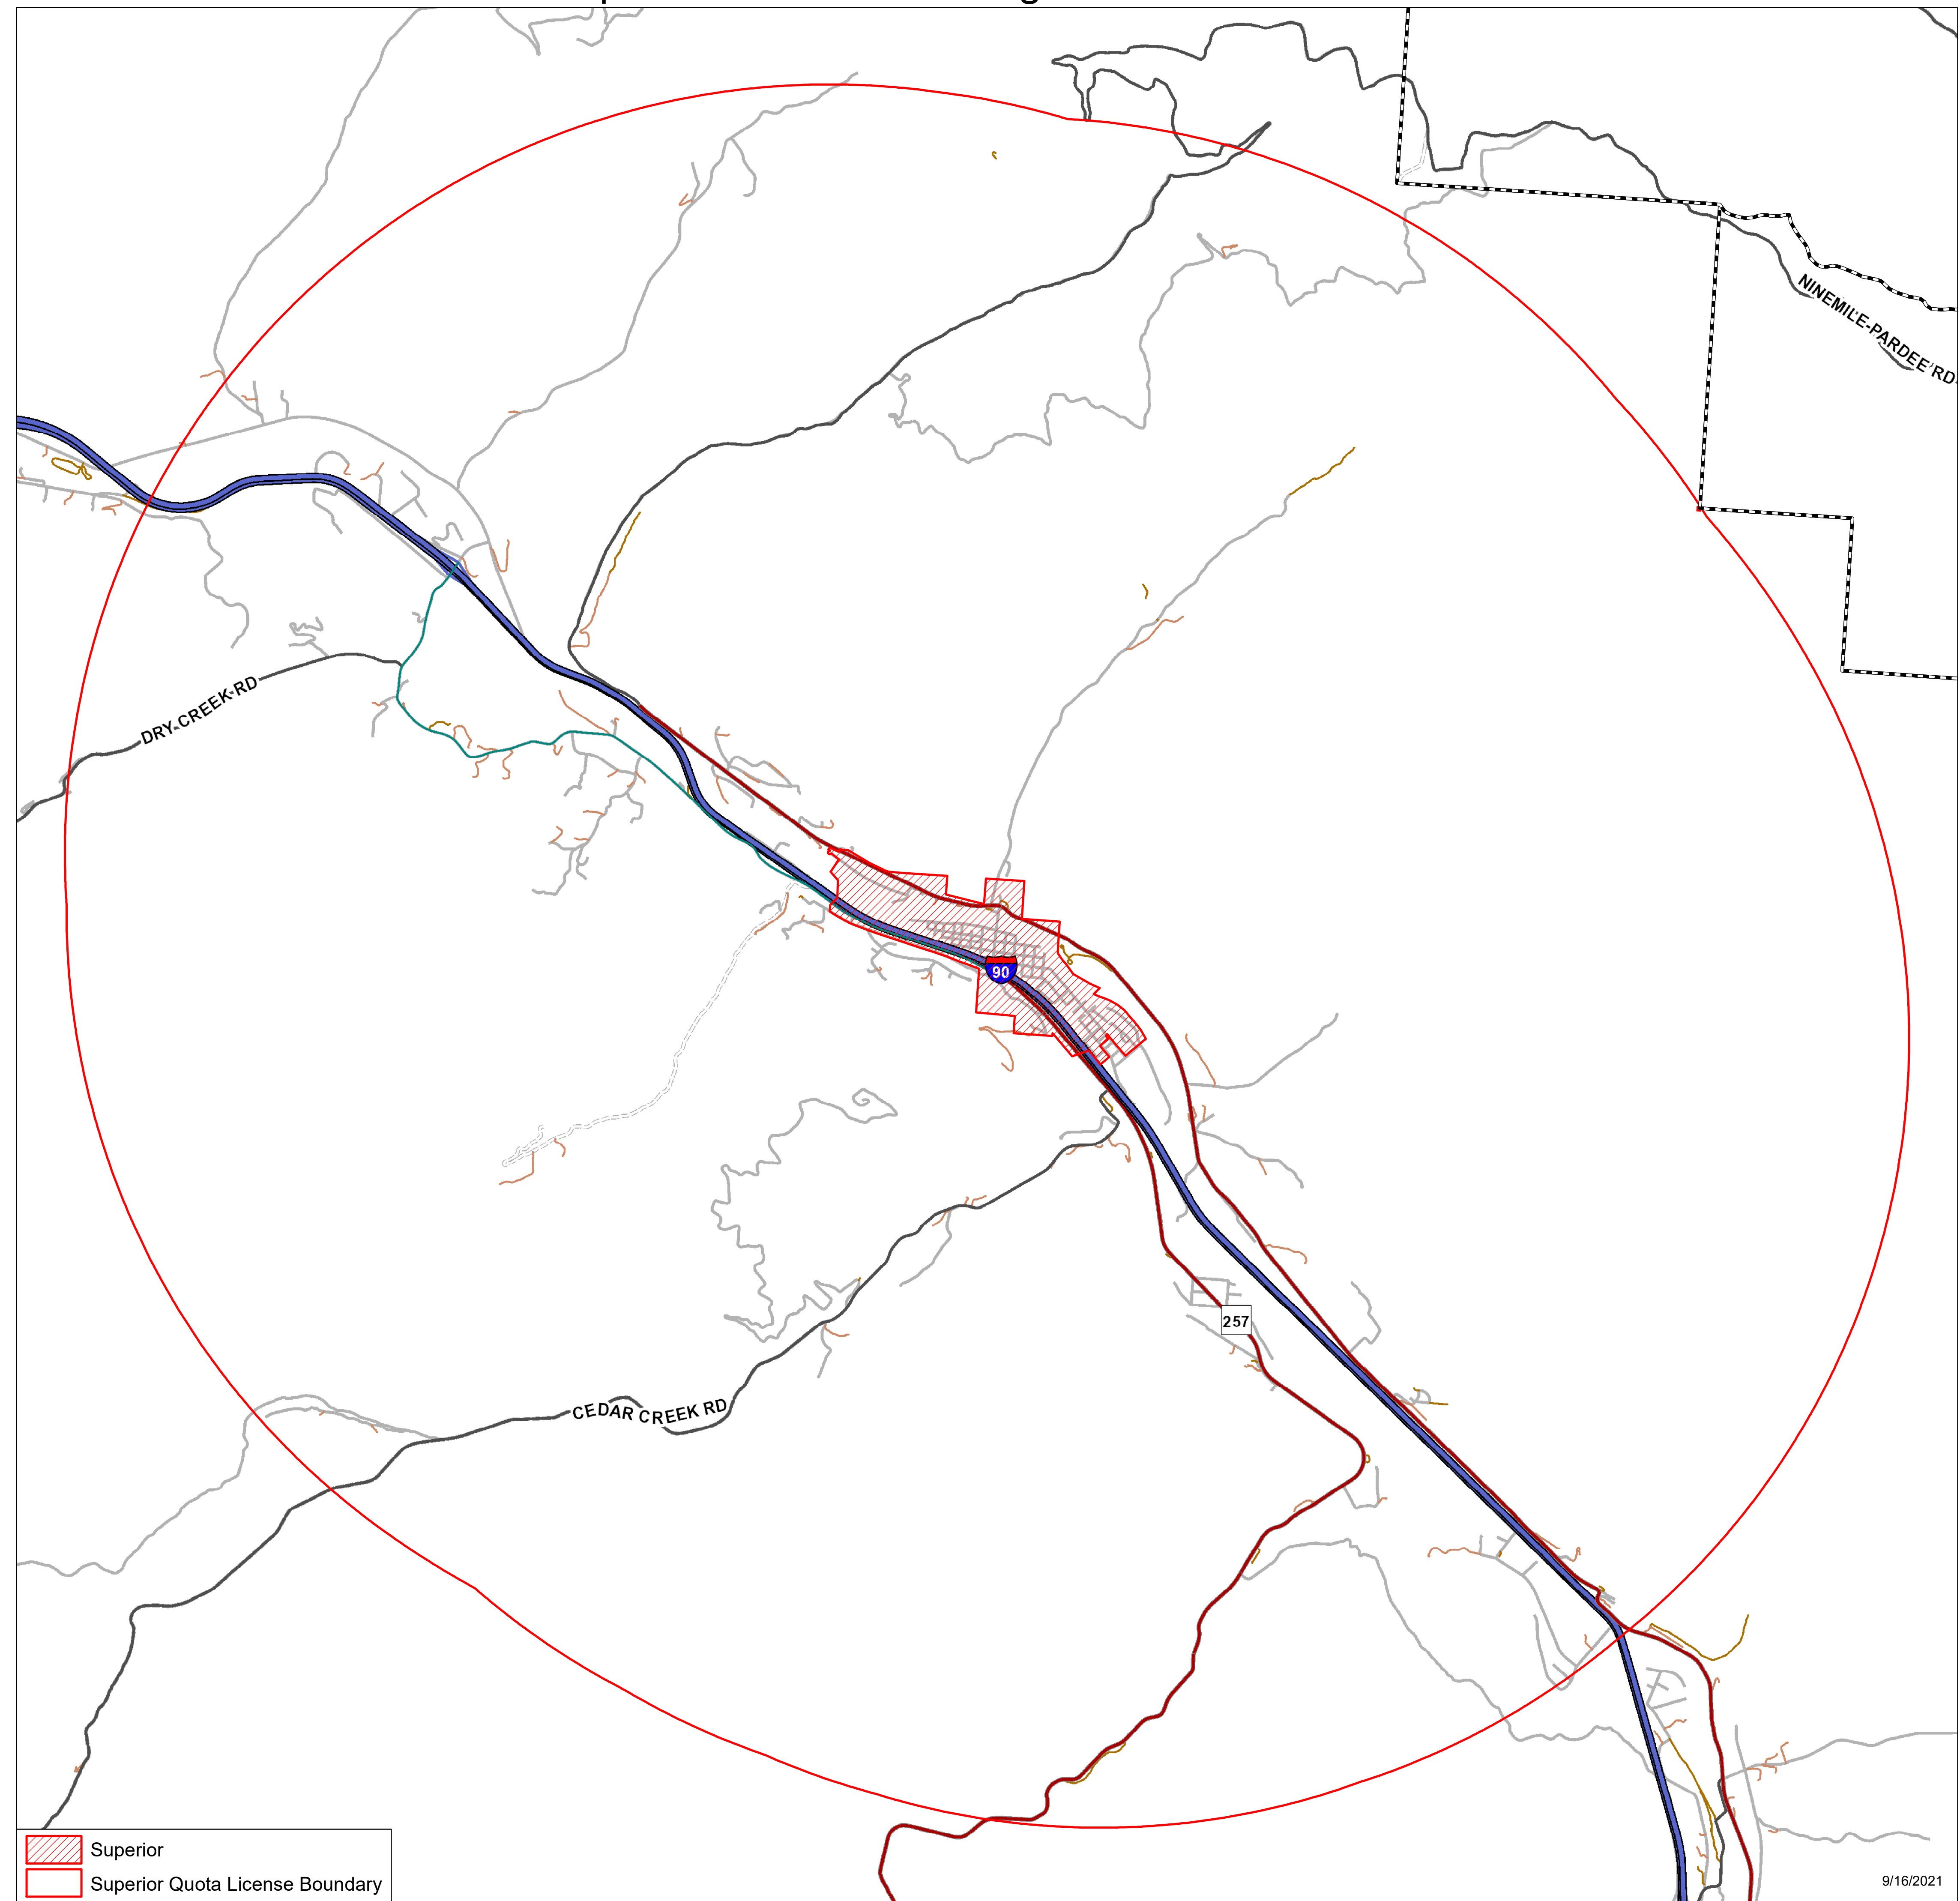 NINEMILE-PARDEE RD
DRY-CREEK-RD
90
257
CEDAR CREEK RD
Superior
Superior Quota License Boundary
9/16/2021